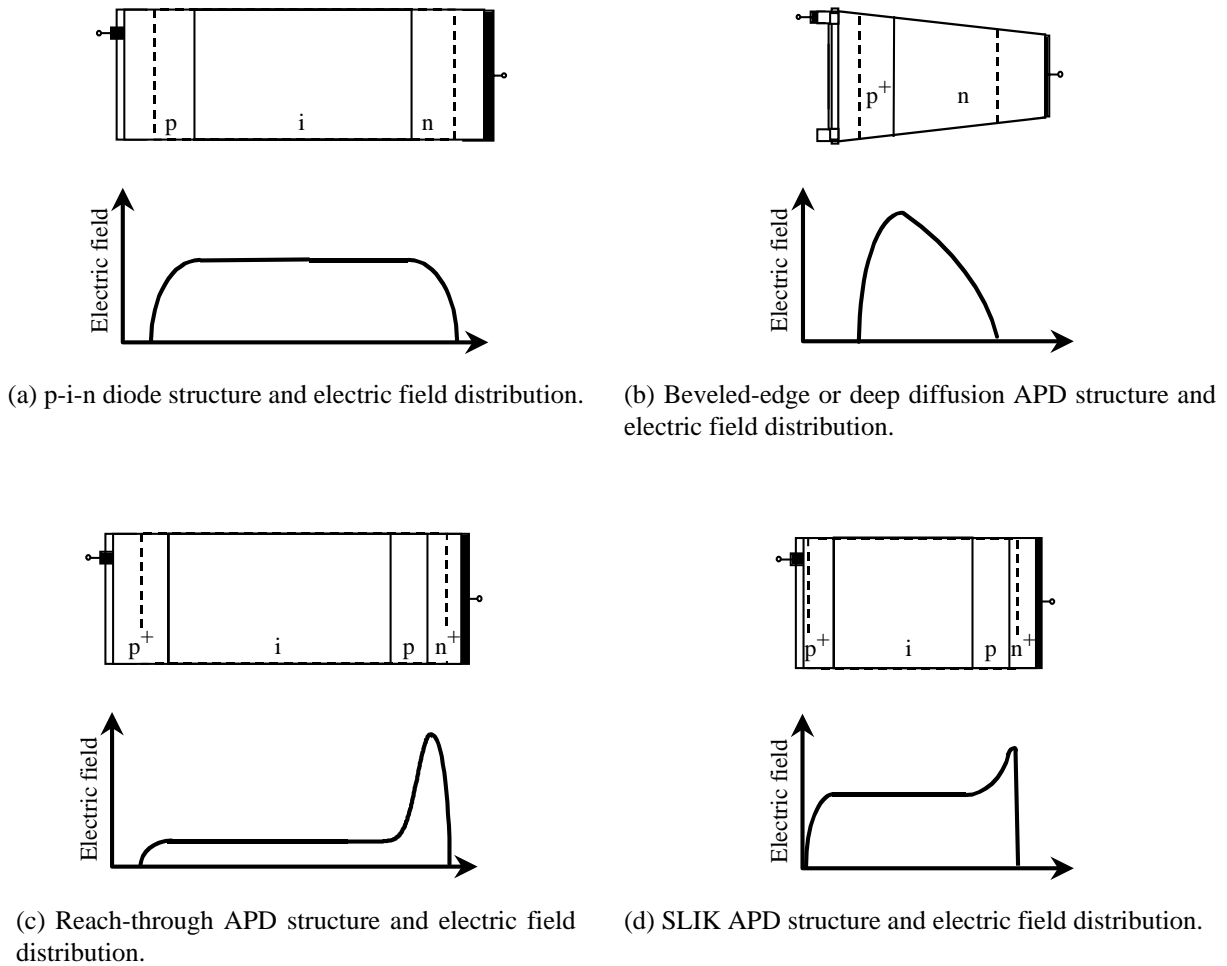 p i n
Electric field
(a) p-i-n diode structure and electric field distribution.
p+ n
Electric field
(b) Beveled-edge or deep diffusion APD structure and
electric field distribution.
p+ i p n+
Electric field
(c) Reach-through APD structure and electric field
distribution.
p+ i p n+
Electric field
(d) SLIK APD structure and electric field distribution.